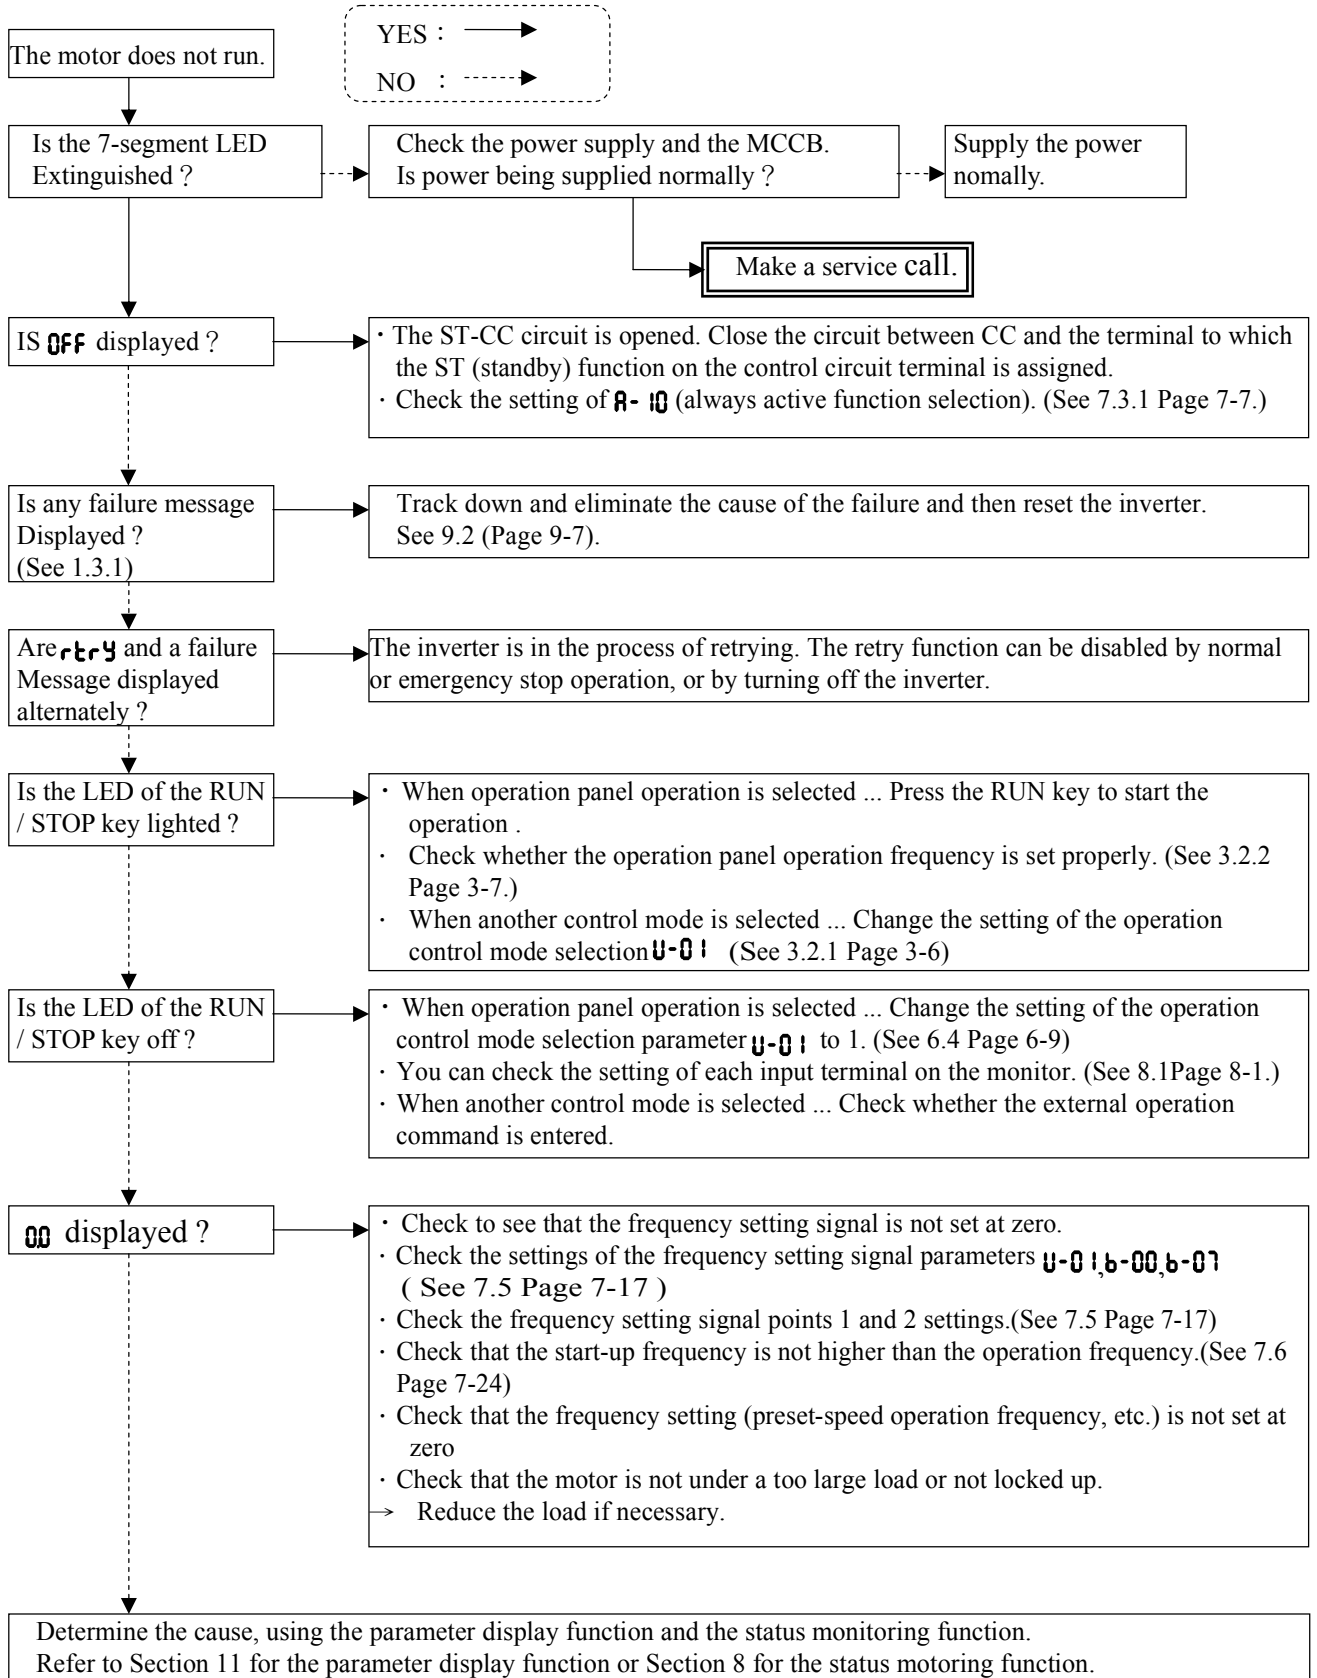 YES :
NO :
The motor does not run.
Is the 7-segment LED
Extinguished ?
Check the power supply and the MCCB.
Is power being supplied normally ?
Supply the power
nomally.
Make a service call.
IS OFF displayed ?
· The ST-CC circuit is opened. Close the circuit between CC and the terminal to which
the ST (standby) function on the control circuit terminal is assigned.
· Check the setting of A- 10 (always active function selection). (See 7.3.1 Page 7-7.)
Is any failure message
Displayed ?
(See 1.3.1)
Track down and eliminate the cause of the failure and then reset the inverter.
See 9.2 (Page 9-7).
Are rtry and a failure
Message displayed
alternately ?
The inverter is in the process of retrying. The retry function can be disabled by normal
or emergency stop operation, or by turning off the inverter.
Is the LED of the RUN
/ STOP key lighted ?
· When operation panel operation is selected ... Press the RUN key to start the
operation .
· Check whether the operation panel operation frequency is set properly. (See 3.2.2
Page 3-7.)
· When another control mode is selected ... Change the setting of the operation
control mode selection U-01 (See 3.2.1 Page 3-6)
Is the LED of the RUN
/ STOP key off ?
· When operation panel operation is selected ... Change the setting of the operation
control mode selection parameter U-01 to 1. (See 6.4 Page 6-9)
· You can check the setting of each input terminal on the monitor. (See 8.1Page 8-1.)
· When another control mode is selected ... Check whether the external operation
command is entered.
0.0 displayed ?
· Check to see that the frequency setting signal is not set at zero.
· Check the settings of the frequency setting signal parameters U-01,b-00,b-07
( See 7.5 Page 7-17 )
· Check the frequency setting signal points 1 and 2 settings.(See 7.5 Page 7-17)
· Check that the start-up frequency is not higher than the operation frequency.(See 7.6
Page 7-24)
· Check that the frequency setting (preset-speed operation frequency, etc.) is not set at
zero
· Check that the motor is not under a too large load or not locked up.
→ Reduce the load if necessary.
Determine the cause, using the parameter display function and the status monitoring function.
Refer to Section 11 for the parameter display function or Section 8 for the status motoring function.